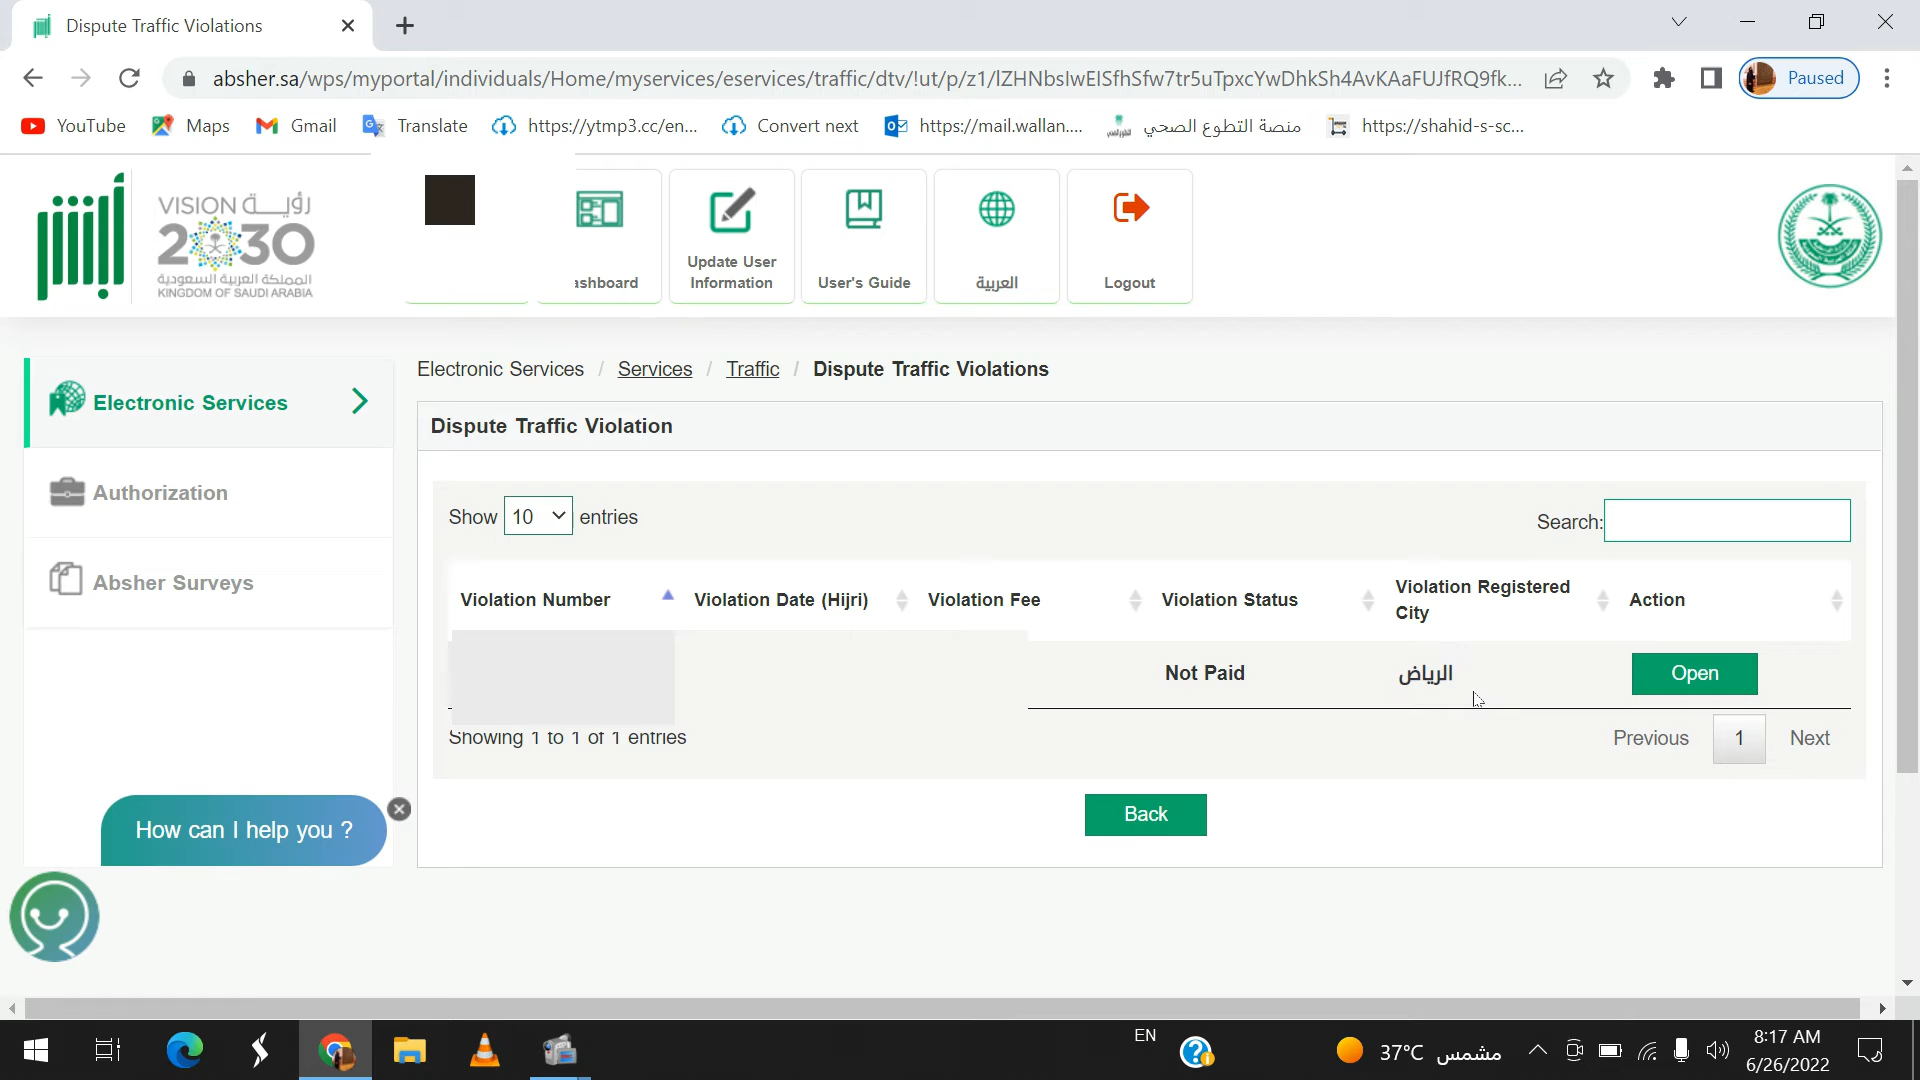 Dispute Traffic Violations
absher.sa/wps/myportal/individuals/Home/myservices/eservices/traffic/dtv/!ut/p/z1/lZHNbsIwEISfhSfw7tr5uTpxcYwDhkSh4AvKAaFUJfRQ9fk...
Paused
YouTube
Maps
Gmail
Translate
https://ytmp3.cc/en...
Convert next
https://mail.wallan....
منصة التطوع الصحي
https://shahid-s-sc...
أبشر
VISION رؤيـة
2030
المملكة العربية السعودية
KINGDOM OF SAUDI ARABIA
ashboard
Update User
Information
User's Guide
العربية
Logout
Electronic Services / Services / Traffic / Dispute Traffic Violations
Electronic Services
Authorization
Absher Surveys
Dispute Traffic Violation
Show 10 entries
Search:
Violation Number
Violation Date (Hijri)
Violation Fee
Violation Status
Violation Registered
City
Action
Not Paid
الرياض
Open
Showing 1 to 1 of 1 entries
Previous 1 Next
Back
How can I help you ?
EN
37°C مشمس
8:17 AM
6/26/2022